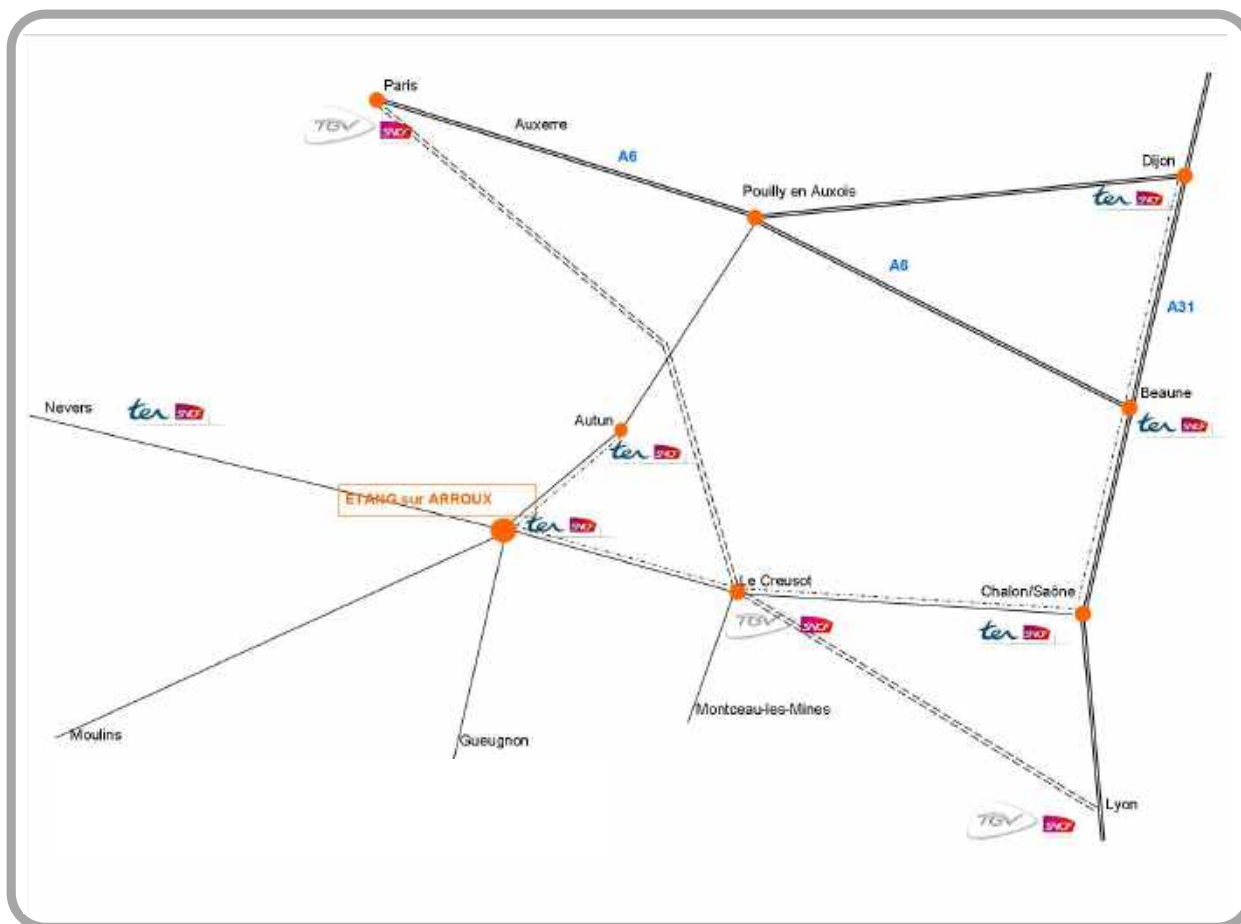 Paris
TGV SNCF
Auxerre
A6
Pouilly en Auxois
Dijon
ter SNCF
A6
A31
Nevers
ter SNCF
Beaune
ter SNCF
Autun
ter SNCF
ETANG sur ARROUX
ter SNCF
Le Creusot
TGV SNCF
Chalon/Saône
ter SNCF
Montceau-les-Mines
Moulins
Gueugnon
Lyon
TGV SNCF